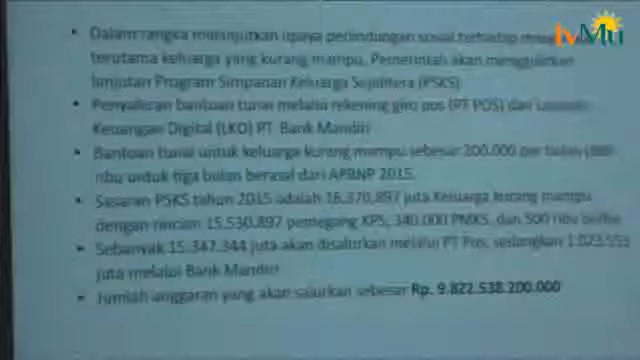 tvMu
• Dalam rangka melanjutkan upaya perlindungan sosial terhadap
terutama keluarga yang kurang mampu, Pemerintah akan menggulirkan
lanjutan Program Simpanan Keluarga Sejahtera (PSKS)
• Penyaluran bantuan tunai melalui rekening giro pos (PT POS) dan Layanan
Keuangan Digital (LKD) PT. Bank Mandiri
• Bantuan tunai untuk keluarga kurang mampu sebesar 200.000 per bulan
ribu untuk tiga bulan berasal dari APBNP 2015.
• Sasaran PSKS tahun 2015 adalah 16.370.897 juta Keluarga kurang mampu
dengan rincian 15.530.897 pemegang KPS, 340.000 PMKS, dan 500 ribu
• Sebanyak 15.347.344 juta akan disalurkan melalui PT Pos, sedangkan 1.023.553
juta melalui Bank Mandiri
• Jumlah anggaran yang akan salurkan sebesar Rp. 9.822.538.200.000